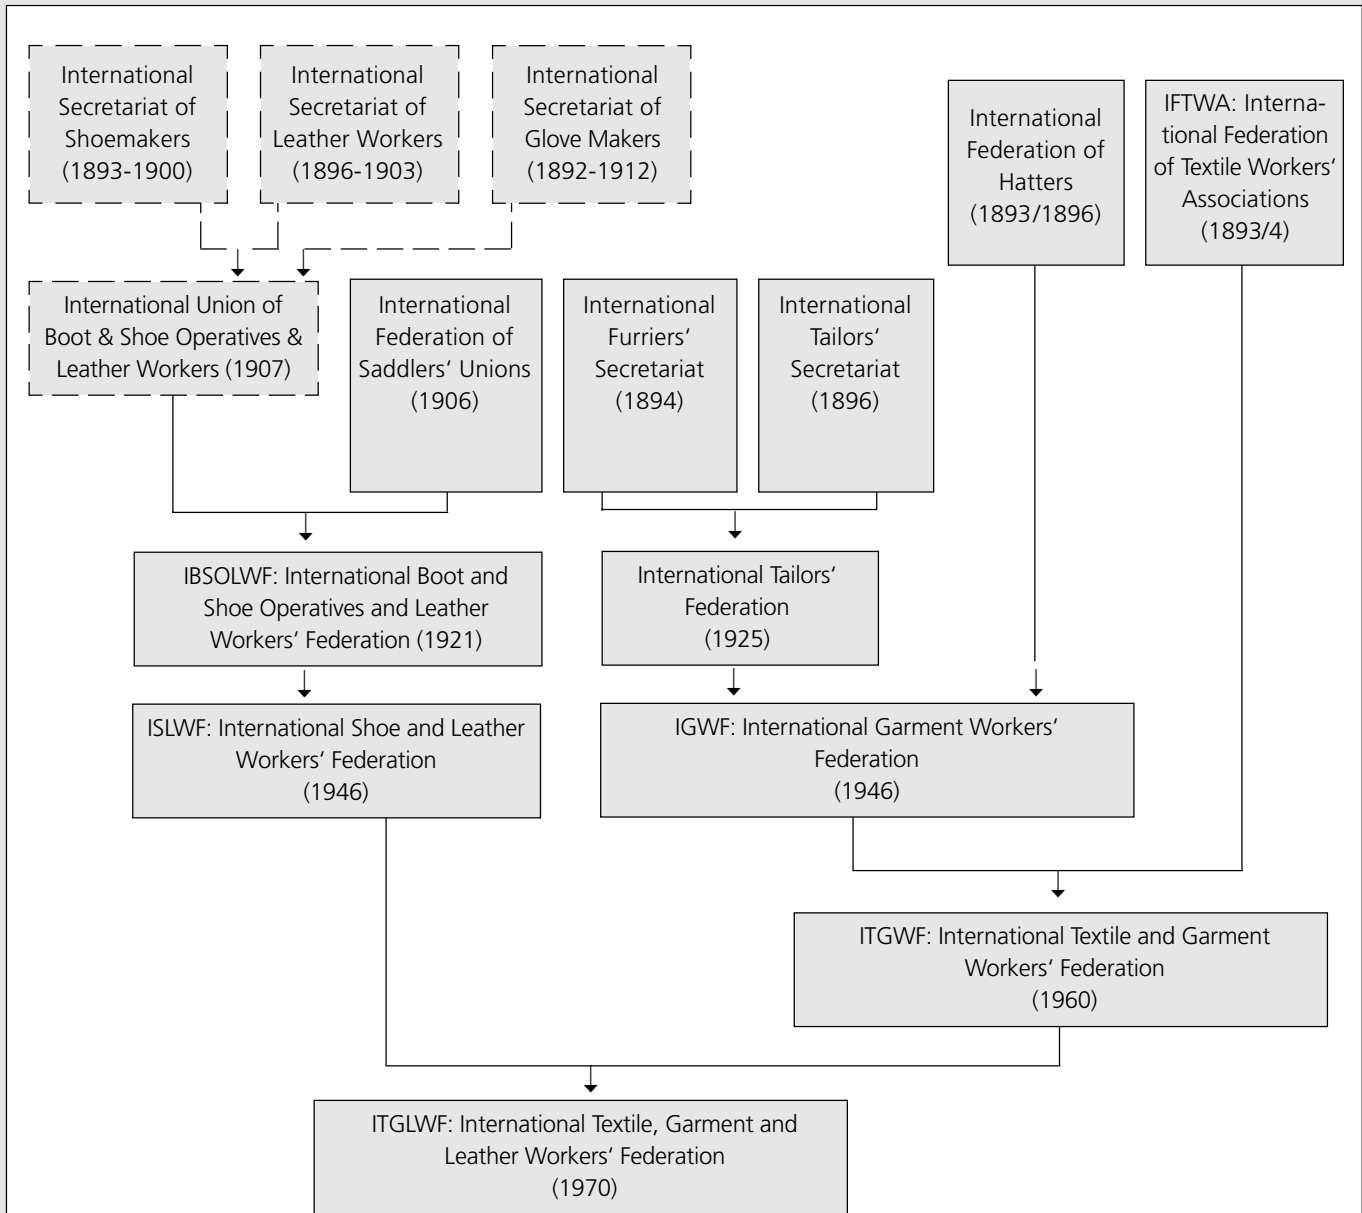 International
Secretariat of
Shoemakers
(1893-1900)
International
Secretariat of
Leather Workers
(1896-1903)
International
Secretariat of
Glove Makers
(1892-1912)
International
Federation of
Hatters
(1893/1896)
IFTWA: Interna-
tional Federation
of Textile Workers‘
Associations
(1893/4)
International Union of
Boot & Shoe Operatives &
Leather Workers (1907)
International
Federation of
Saddlers‘ Unions
(1906)
International
Furriers‘
Secretariat
(1894)
International
Tailors‘
Secretariat
(1896)
IBSOLWF: International Boot and
Shoe Operatives and Leather
Workers‘ Federation (1921)
International Tailors‘
Federation
(1925)
ISLWF: International Shoe and Leather
Workers‘ Federation
(1946)
IGWF: International Garment Workers‘
Federation
(1946)
ITGWF: International Textile and Garment
Workers‘ Federation
(1960)
ITGLWF: International Textile, Garment and
Leather Workers‘ Federation
(1970)